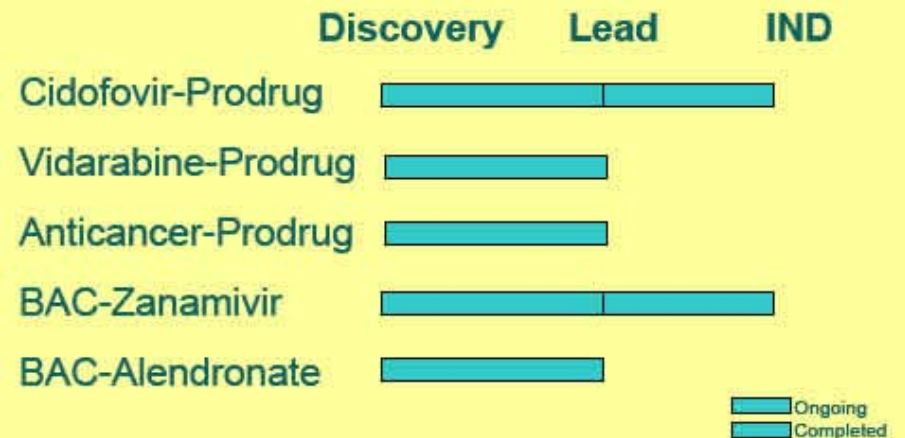 Discovery Lead IND
Cidofovir-Prodrug
Vidarabine-Prodrug
Anticancer-Prodrug
BAC-Zanamivir
BAC-Alendronate
Ongoing
Completed